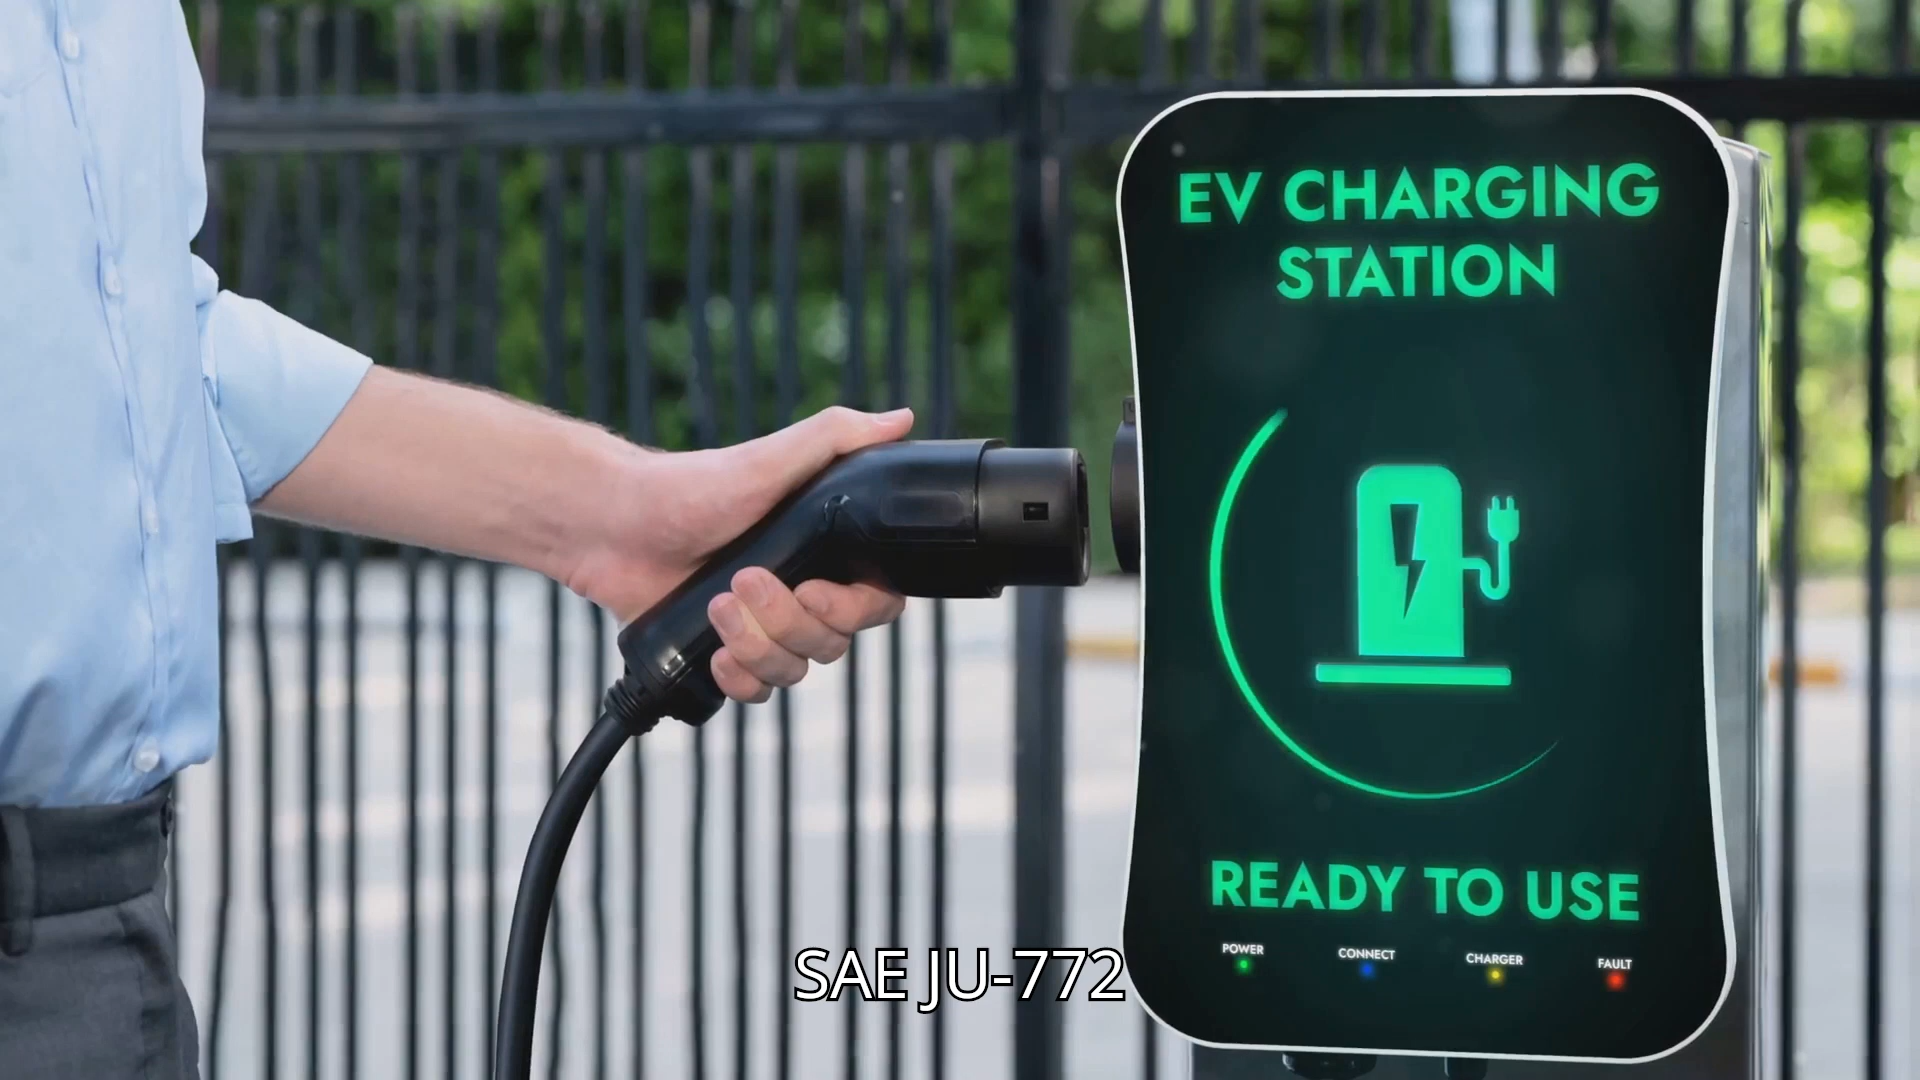 EV CHARGING
STATION
READY TO USE
POWER
CONNECT
CHARGER
FAULT
SAE JU-772